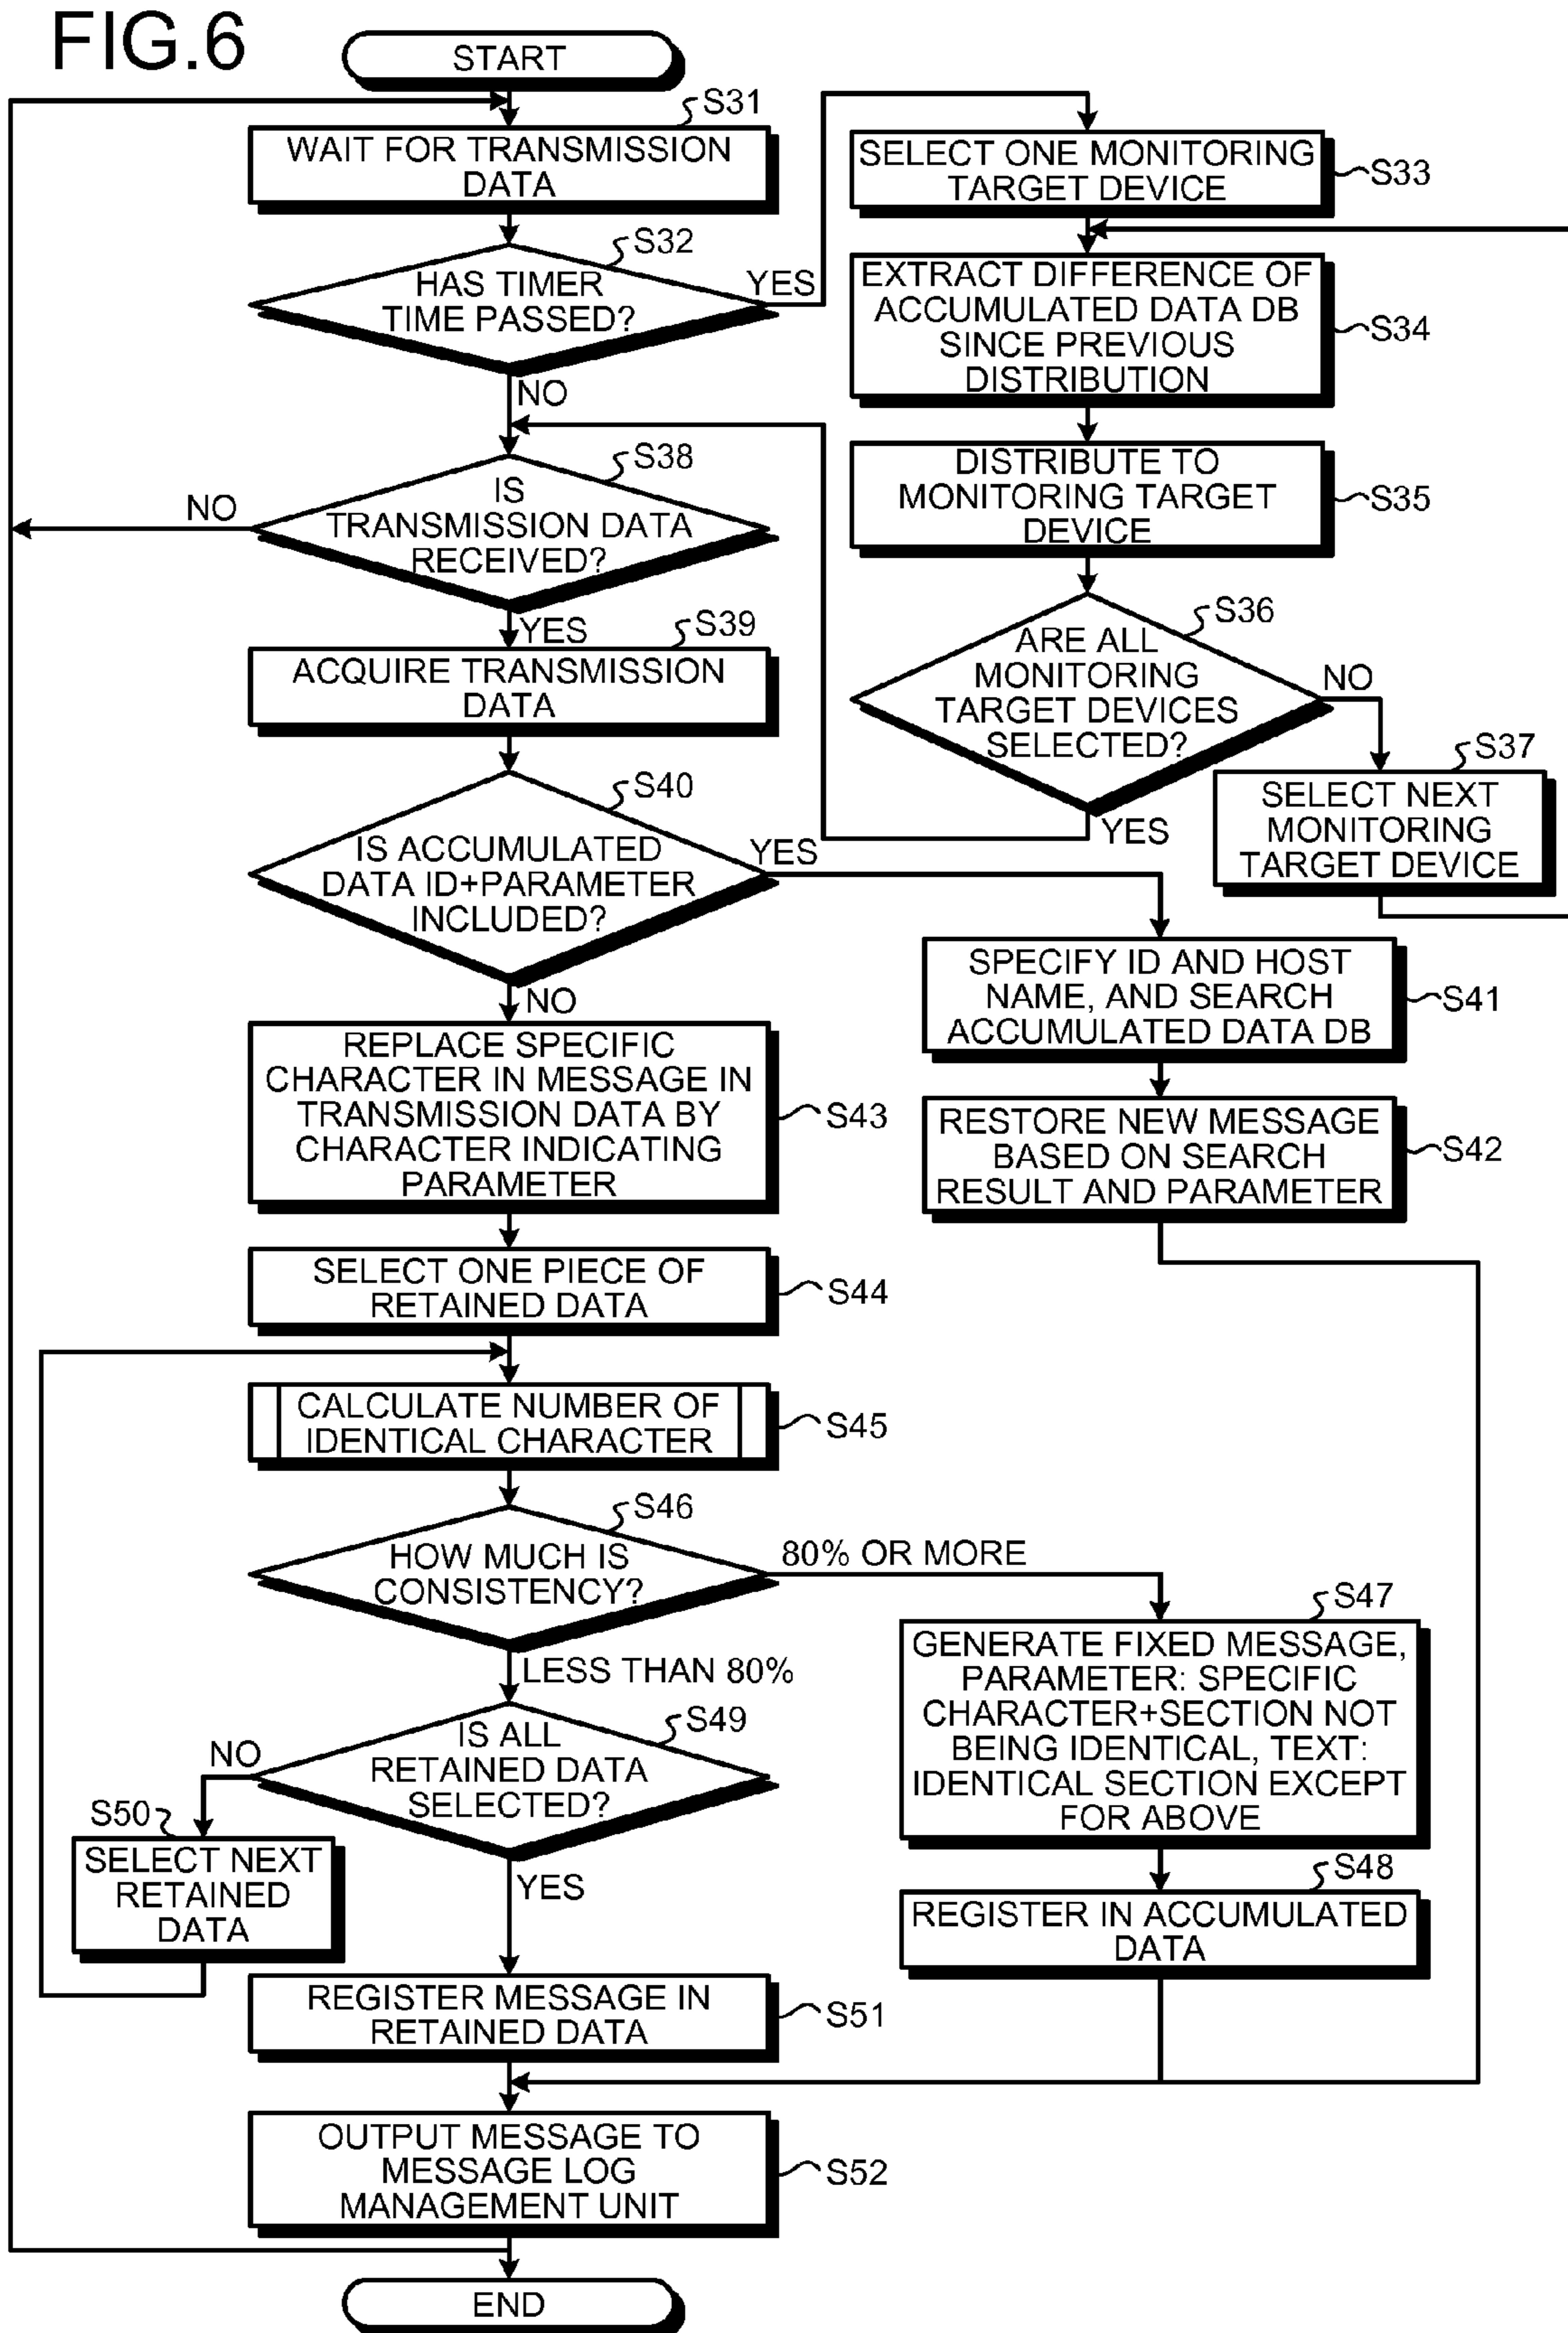 FIG.6
START
S31
WAIT FOR TRANSMISSION
DATA
S32
HAS TIMER
TIME PASSED?
YES
NO
S33
SELECT ONE MONITORING
TARGET DEVICE
S34
EXTRACT DIFFERENCE OF
ACCUMULATED DATA DB
SINCE PREVIOUS
DISTRIBUTION
S35
DISTRIBUTE TO
MONITORING TARGET
DEVICE
S36
ARE ALL
MONITORING
TARGET DEVICES
SELECTED?
NO
YES
S37
SELECT NEXT
MONITORING
TARGET DEVICE
S38
IS
TRANSMISSION DATA
RECEIVED?
NO
YES
S39
ACQUIRE TRANSMISSION
DATA
S40
IS ACCUMULATED
DATA ID+PARAMETER
INCLUDED?
YES
NO
SPECIFY ID AND HOST
NAME, AND SEARCH
ACCUMULATED DATA DB
S41
RESTORE NEW MESSAGE
BASED ON SEARCH
RESULT AND PARAMETER
S42
REPLACE SPECIFIC
CHARACTER IN MESSAGE IN
TRANSMISSION DATA BY
CHARACTER INDICATING
PARAMETER
S43
SELECT ONE PIECE OF
RETAINED DATA
S44
CALCULATE NUMBER OF
IDENTICAL CHARACTER
S45
S46
HOW MUCH IS
CONSISTENCY?
80% OR MORE
LESS THAN 80%
S47
GENERATE FIXED MESSAGE,
PARAMETER: SPECIFIC
CHARACTER+SECTION NOT
BEING IDENTICAL, TEXT:
IDENTICAL SECTION EXCEPT
FOR ABOVE
S48
REGISTER IN ACCUMULATED
DATA
S49
IS ALL
RETAINED DATA
SELECTED?
NO
YES
S50
SELECT NEXT
RETAINED
DATA
REGISTER MESSAGE IN
RETAINED DATA
S51
OUTPUT MESSAGE TO
MESSAGE LOG
MANAGEMENT UNIT
S52
END